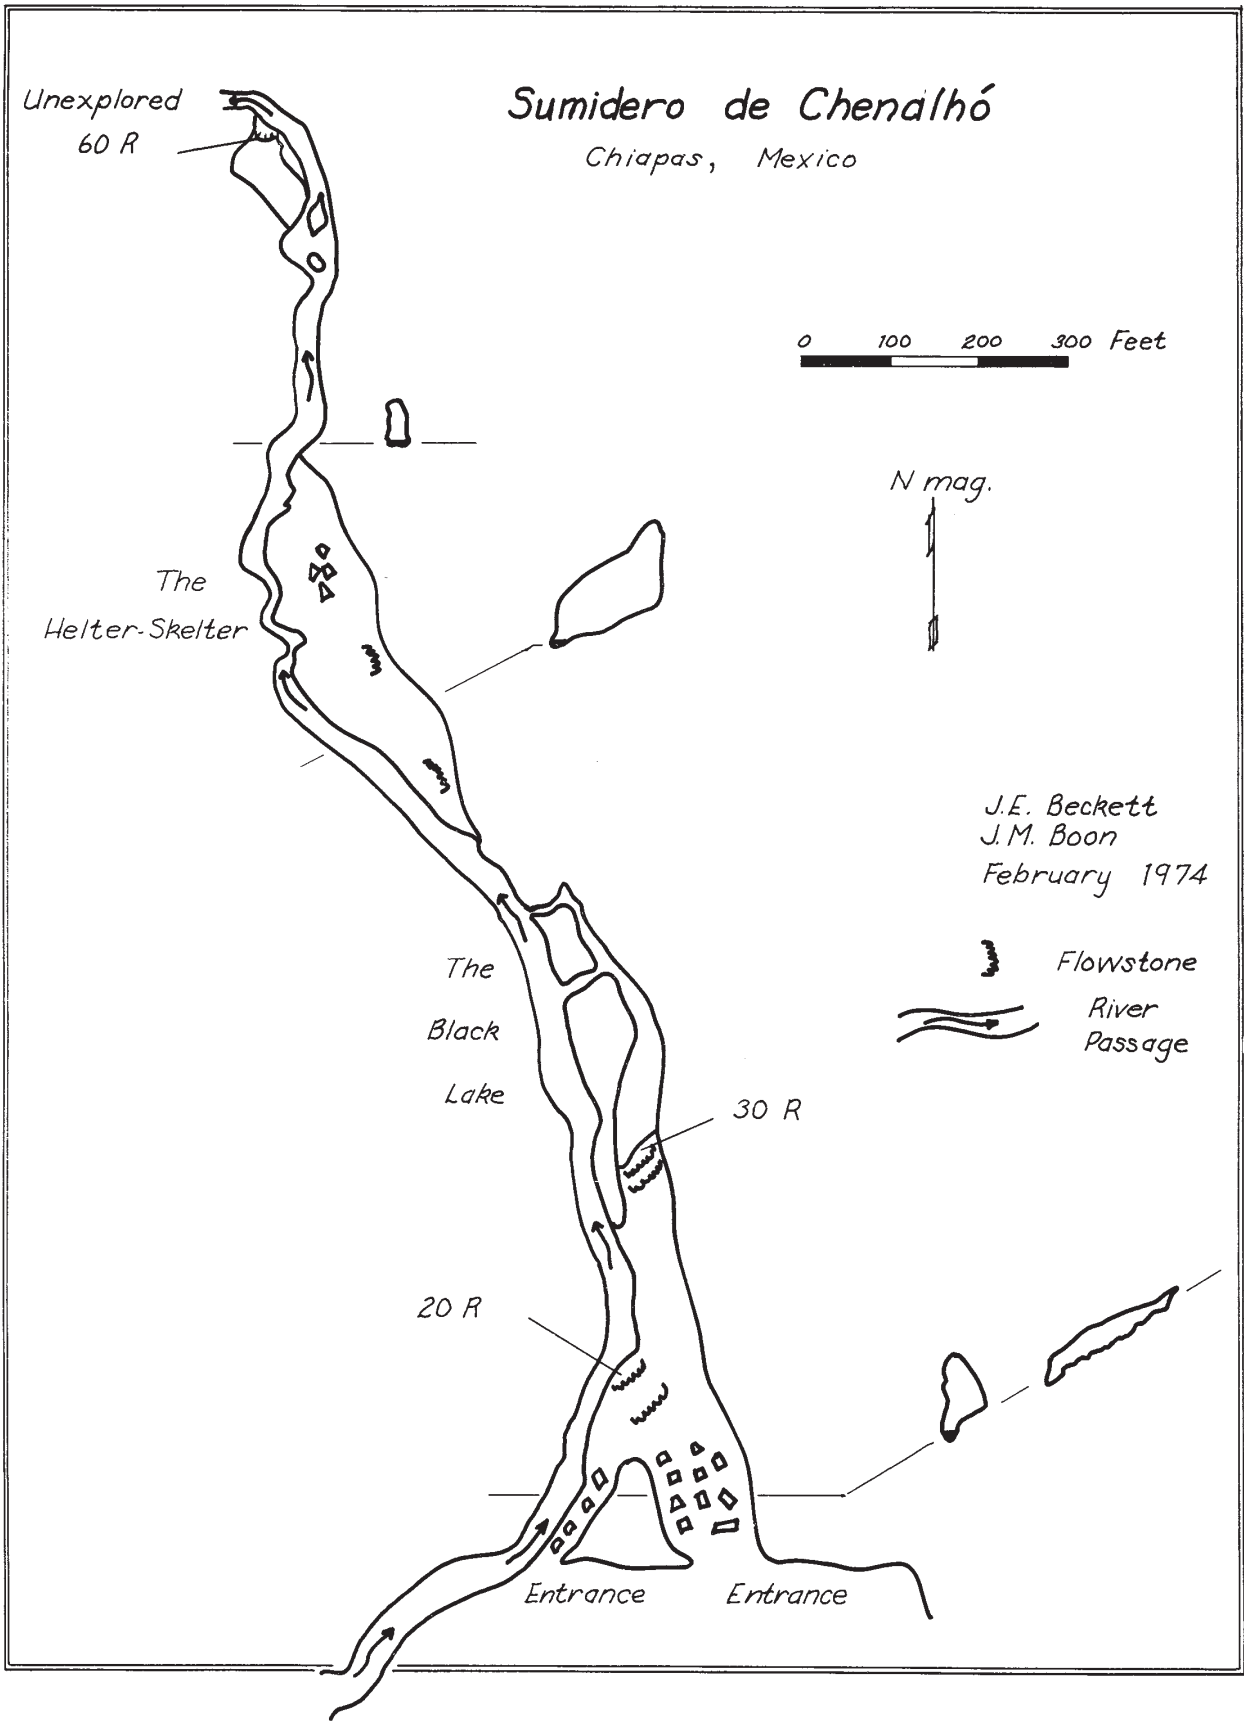 Sumidero de Chenalhó
Chiapas, Mexico
Unexplored
60 R
0 100 200 300 Feet
N mag.
The
Helter-Skelter
J.E. Beckett
J.M. Boon
February 1974
Flowstone
River
Passage
The
Black
Lake
30 R
20 R
Entrance
Entrance